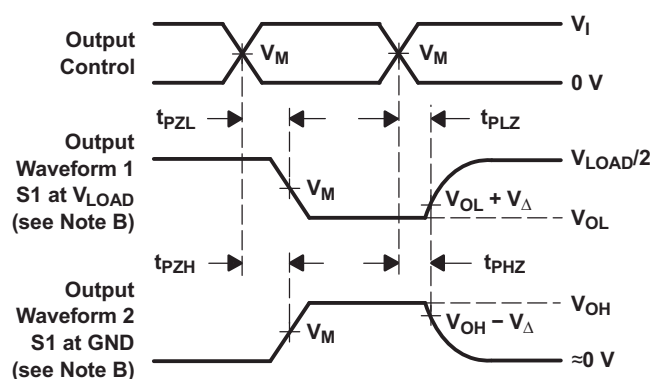 Output
Control
V_I
V_M
V_M
0 V
t_PZL
t_PLZ
Output
Waveform 1
S1 at V_LOAD
(see Note B)
V_LOAD/2
V_M
V_OL + V_Δ
V_OL
t_PZH
t_PHZ
Output
Waveform 2
S1 at GND
(see Note B)
V_OH
V_M
V_OH − V_Δ
≈0 V